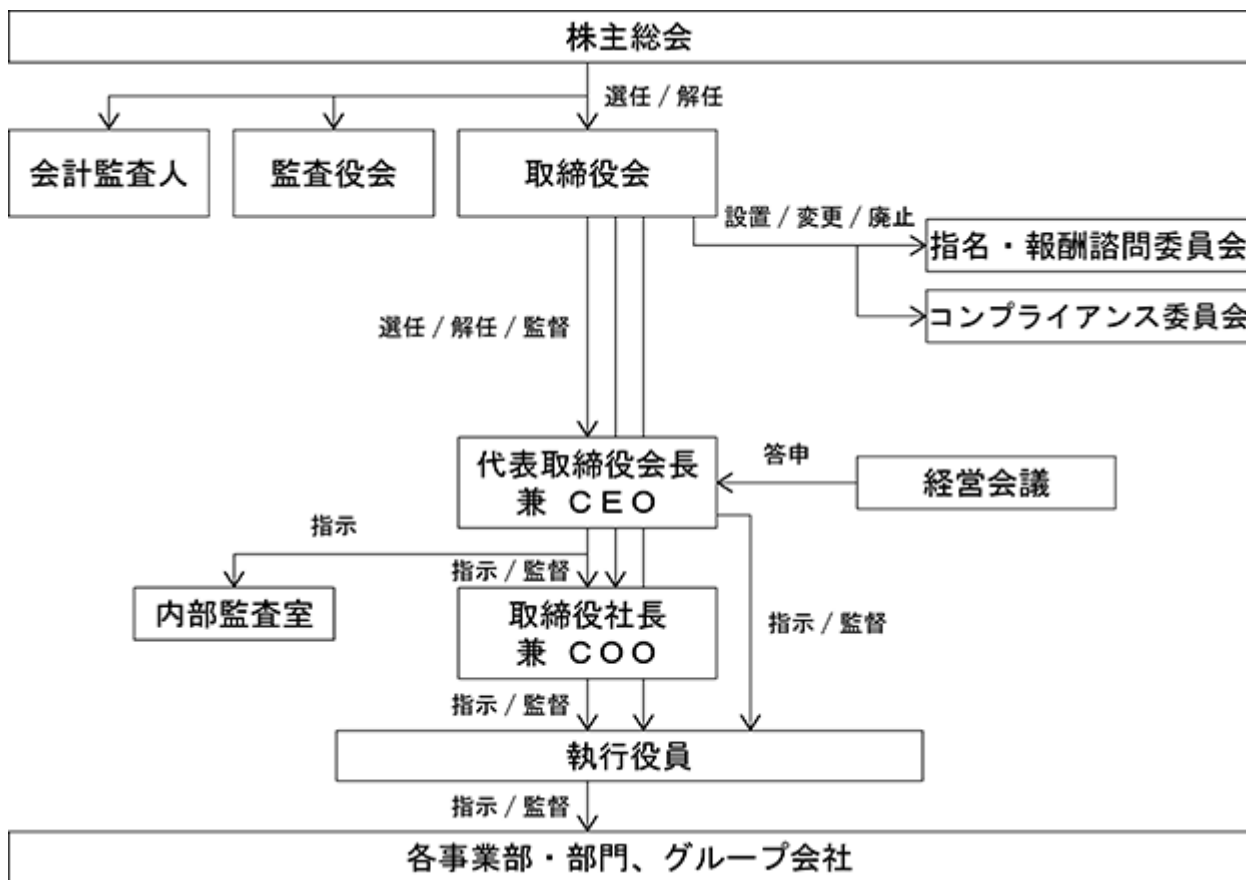 株主総会
選任 / 解任
会計監査人
監査役会
取締役会
設置 / 変更 / 廃止
指名・報酬諮問委員会
コンプライアンス委員会
選任 / 解任 / 監督
代表取締役会長
兼 ＣＥＯ
答申
経営会議
指示
指示 / 監督
内部監査室
取締役社長
兼 ＣＯＯ
指示 / 監督
指示 / 監督
執行役員
指示 / 監督
各事業部・部門、グループ会社